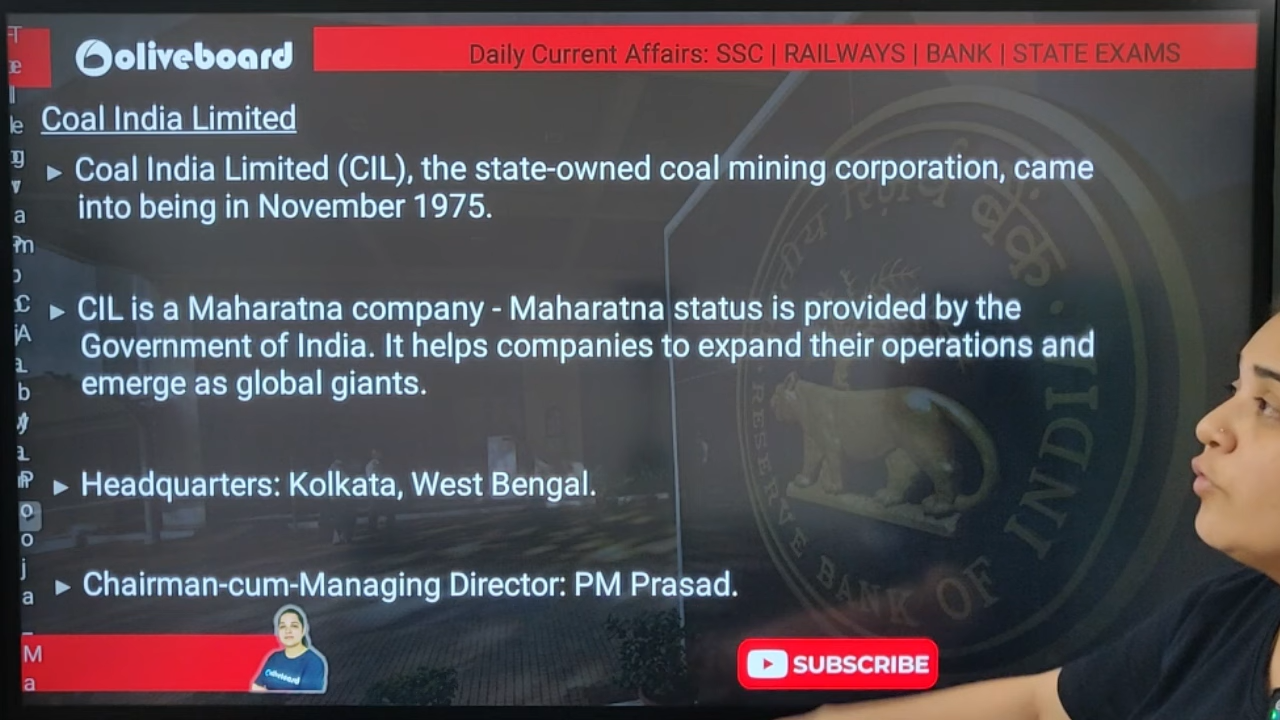 oliveboard
Daily Current Affairs: SSC | RAILWAYS | BANK | STATE EXAMS
Coal India Limited
► Coal India Limited (CIL), the state-owned coal mining corporation, came
into being in November 1975.
► CIL is a Maharatna company - Maharatna status is provided by the
Government of India. It helps companies to expand their operations and
emerge as global giants.
► Headquarters: Kolkata, West Bengal.
► Chairman-cum-Managing Director: PM Prasad.
SUBSCRIBE
RESERVE BANK OF INDIA
oliveboard